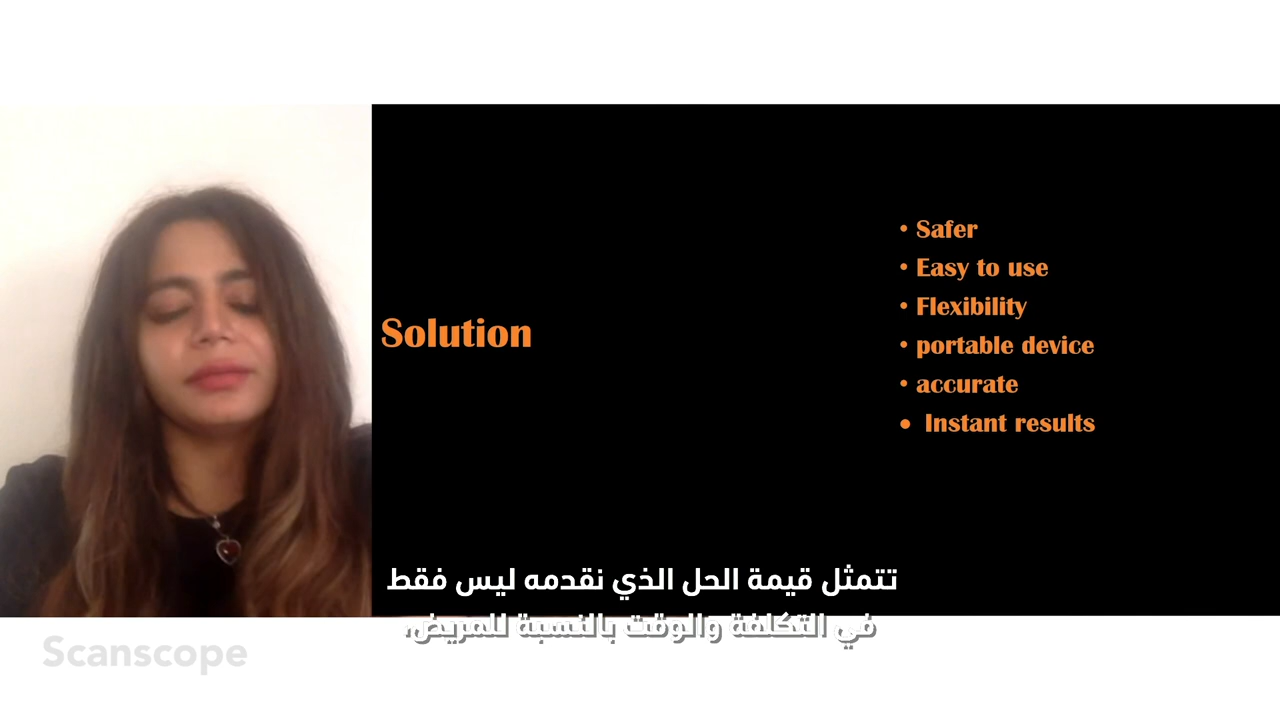 Solution
• Safer
• Easy to use
• Flexibility
• portable device
• accurate
• Instant results
تتمثل قيمة الحل الذي نقدمه ليس فقط
في التكلفة والوقت بالنسبة للمريض،
Scanscope